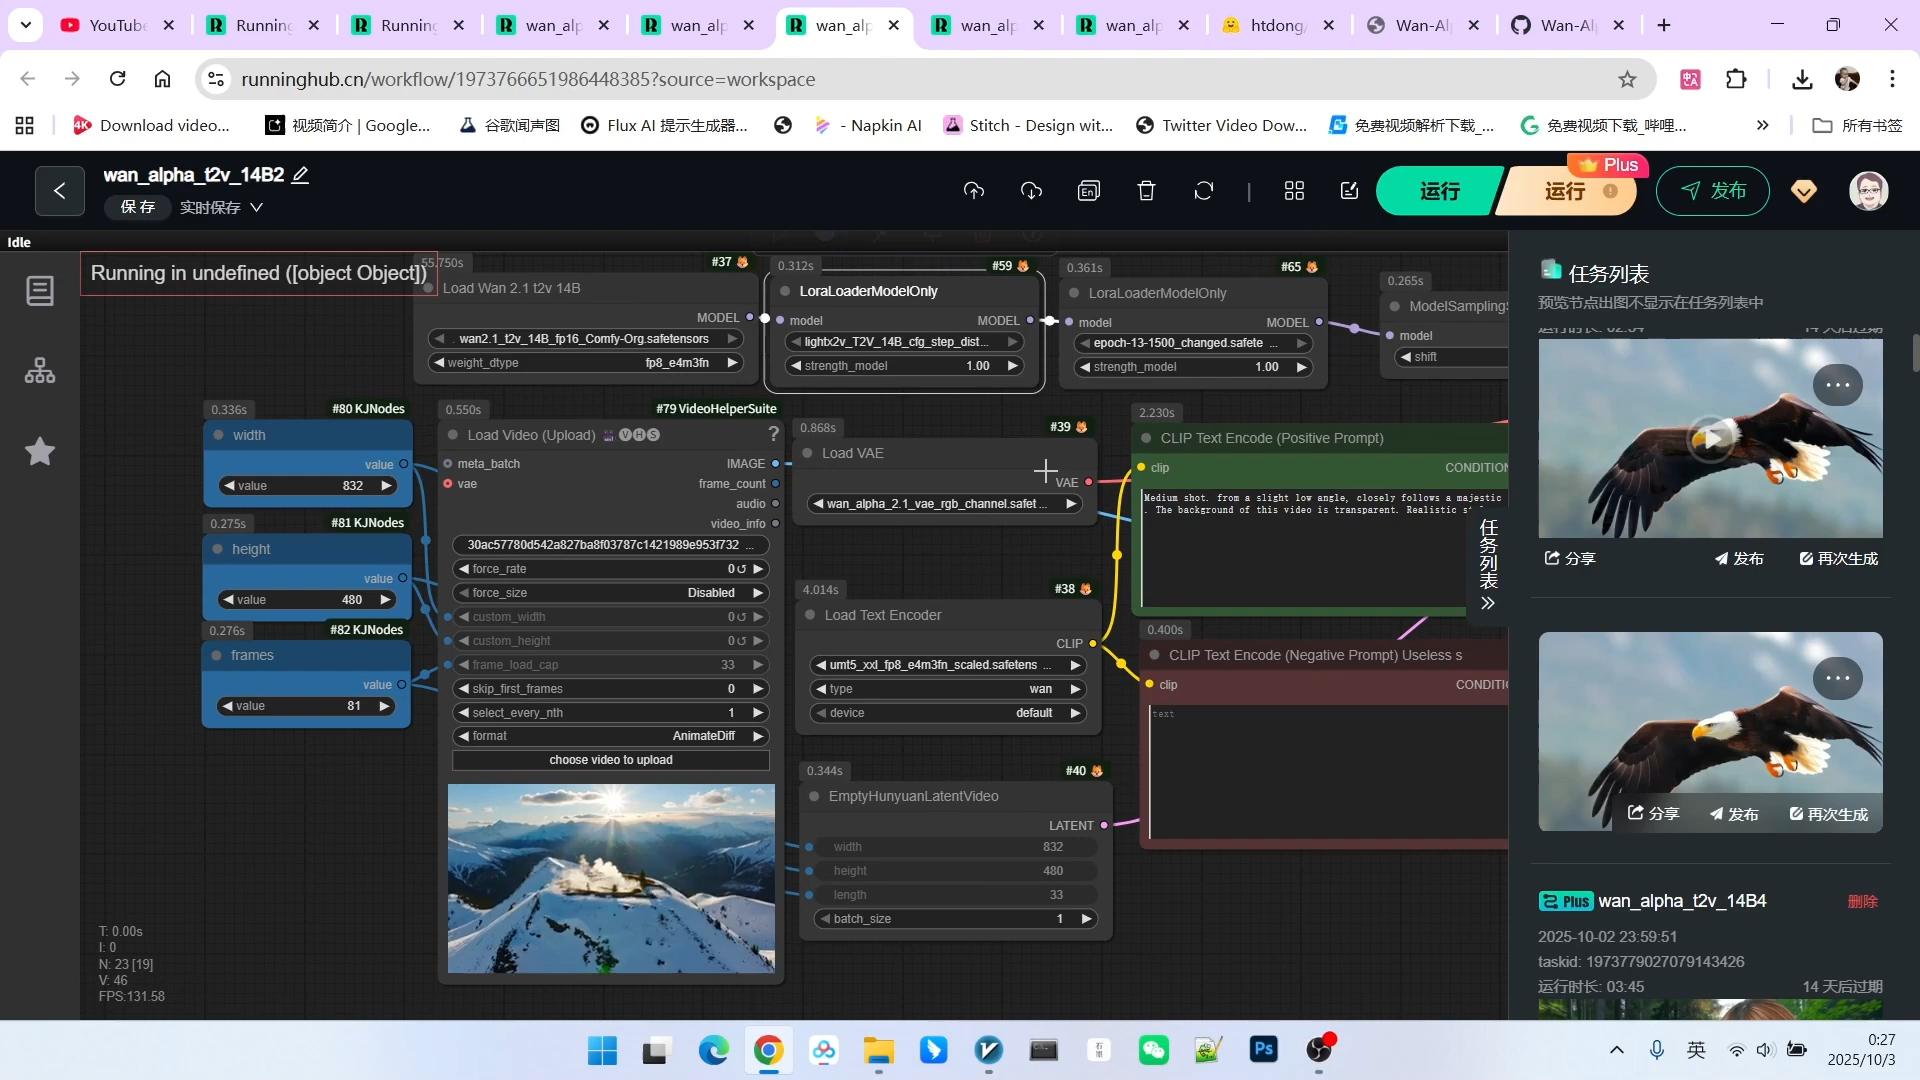 YouTube
Running
Running
wan_alp
wan_alp
wan_alp
wan_alp
wan_alp
htdong/
Wan-Al
Wan-Al
runninghub.cn/workflow/1973766651986448385?source=workspace
Download video...
视频简介 | Google...
谷歌闻声图
Flux AI 提示生成器...
- Napkin AI
Stitch - Design wit...
Twitter Video Dow...
免费视频解析下载_...
免费视频下载_哔哩...
所有书签
wan_alpha_t2v_14B2
保 存
实时保存
En
运行
运行
Plus
发布
Idle
Running in undefined ([object Object])
55.750s
#37
Load Wan 2.1 t2v 14B
MODEL
wan2.1_t2v_14B_fp16_Comfy-Org.safetensors
weight_dtype
fp8_e4m3fn
0.312s
#59
LoraLoaderModelOnly
model
MODEL
lightx2v_T2V_14B_cfg_step_dist...
strength_model
1.00
0.361s
#65
LoraLoaderModelOnly
model
MODEL
epoch-13-1500_changed.safete ...
strength_model
1.00
0.265s
ModelSampling
model
shift
0.336s
#80 KJNodes
width
value
value
832
0.275s
#81 KJNodes
height
value
value
480
0.276s
#82 KJNodes
frames
value
value
81
0.550s
#79 VideoHelperSuite
Load Video (Upload)
VHS
?
meta_batch
IMAGE
vae
frame_count
audio
video_info
30ac57780d542a827ba8f03787c1421989e953f732 ...
force_rate
0
force_size
Disabled
custom_width
0
custom_height
0
frame_load_cap
33
skip_first_frames
0
select_every_nth
1
format
AnimateDiff
choose video to upload
0.868s
#39
Load VAE
VAE
wan_alpha_2.1_vae_rgb_channel.safet ...
4.014s
#38
Load Text Encoder
CLIP
umt5_xxl_fp8_e4m3fn_scaled.safetens ...
type
wan
device
default
0.344s
#40
EmptyHunyuanLatentVideo
LATENT
width
832
height
480
length
33
batch_size
1
2.230s
CLIP Text Encode (Positive Prompt)
clip
CONDITION
Medium shot. from a slight low angle, closely follows a majestic
. The background of this video is transparent. Realistic
0.400s
CLIP Text Encode (Negative Prompt) Useless s
clip
CONDITI
text
T: 0.00s
I: 0
N: 23 [19]
V: 46
FPS:131.58
任务列表
任务列表
预览节点出图不显示在任务列表中
14 天后过期
分享
发布
再次生成
分享
发布
再次生成
Plus
wan_alpha_t2v_14B4
删除
2025-10-02 23:59:51
taskid: 1973779027079143426
运行时长: 03:45
14 天后过期
Ps
英
0:27
2025/10/3